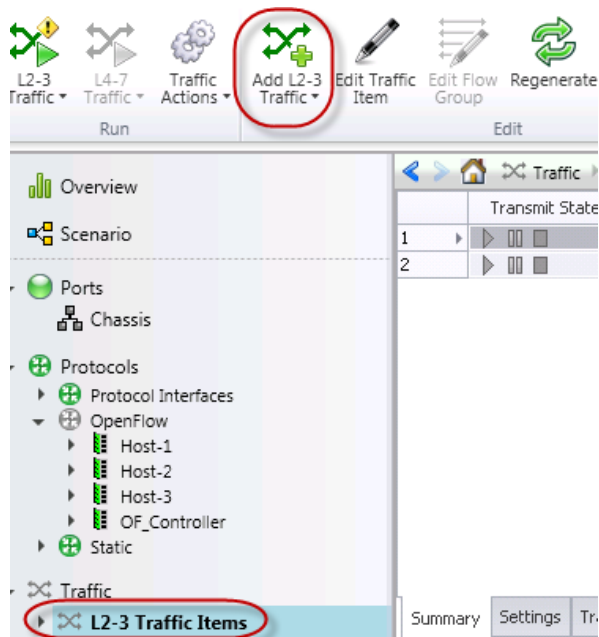 L2-3 Traffic
L4-7 Traffic
Traffic Actions
Add L2-3 Traffic
Edit Traffic Item
Edit Flow Group
Regenerate
Run
Edit
Overview
Scenario
Ports
Chassis
Protocols
Protocol Interfaces
OpenFlow
Host-1
Host-2
Host-3
OF_Controller
Static
Traffic
L2-3 Traffic Items
Traffic
Transmit State
1
2
Summary
Settings
Tra